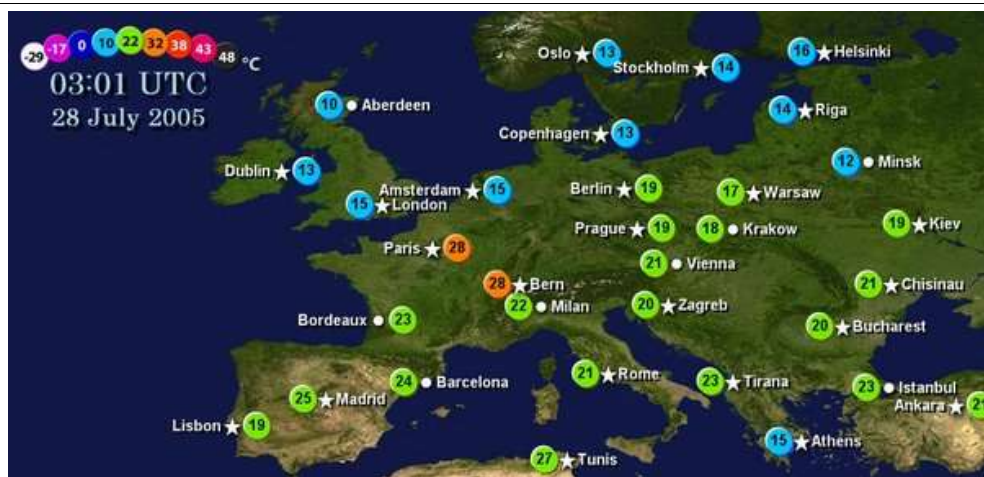 -29 -17 0 10 22 32 38 43 48 °C
03:01 UTC
28 July 2005
Oslo 13
16 Helsinki
Stockholm 14
10 Aberdeen
14 Riga
Copenhagen 13
12 Minsk
Dublin 13
Amsterdam 15
Berlin 19
17 Warsaw
15 London
19 Kiev
Prague 19
18 Krakow
Paris 28
21 Vienna
28 Bern
21 Chisinau
22 Milan
20 Zagreb
Bordeaux 23
20 Bucharest
21 Rome
23 Tirana
24 Barcelona
23 Istanbul
25 Madrid
Ankara 21
Lisbon 19
15 Athens
27 Tunis